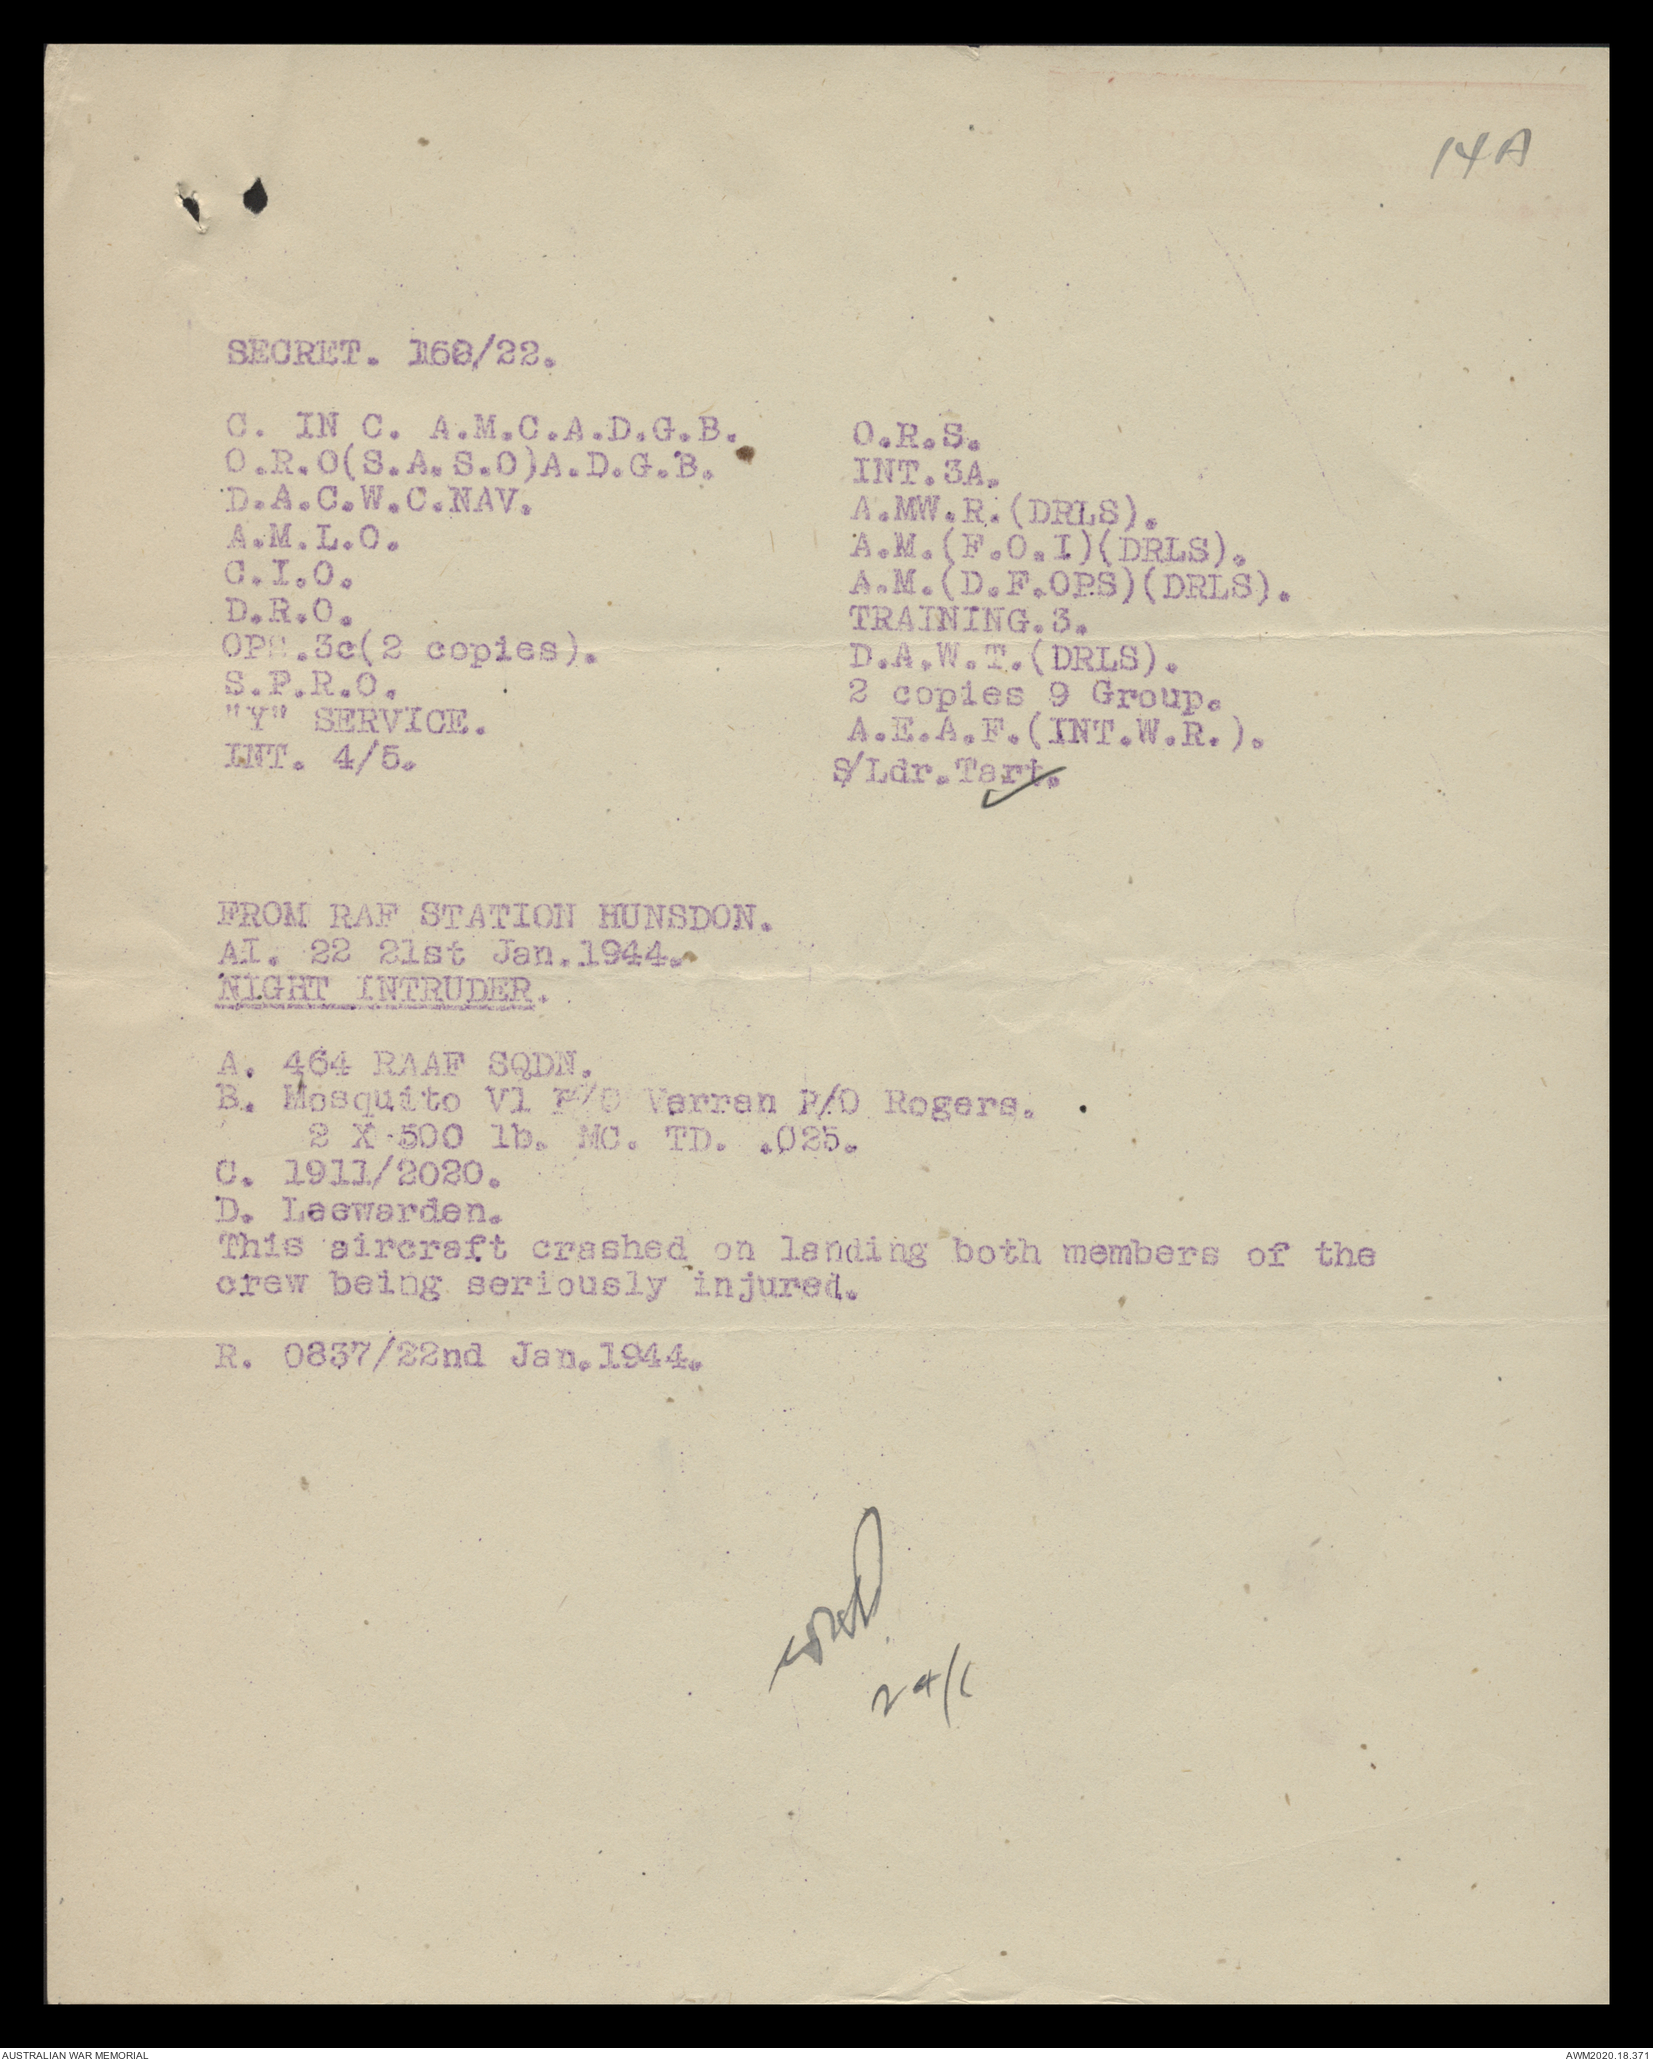 14A
SECRET. 168/22.
C. IN C. A.M.C.A.D.G.B.
O.R.O(S.A.S.O)A.D.G.B.
D.A.C.W.C.NAV.
A.M.L.O.
C.I.O.
D.R.O.
OPS.3c(2 copies).
S.P.R.O.
"Y" SERVICE.
INT. 4/5.
O.R.S.
INT.3A.
A.MW.R.(DRLS).
A.M.(F.O.I)(DRLS).
A.M.(D.F.OPS)(DRLS).
TRAINING.3.
D.A.W.T.(DRLS).
2 copies 9 Group.
A.E.A.F.(INT.W.R.).
S/Ldr.Tart.
FROM RAF STATION HUNSDON.
AI. 22 21st Jan.1944.
NIGHT INTRUDER.
A. 464 RAAF SQDN.
B. Mosquito V1 F/O Warren P/O Rogers.
2 X 500 lb. MC. TD. .025.
C. 1911/2020.
D. Leewarden.
This aircraft crashed on landing both members of the
crew being seriously injured.
R. 0837/22nd Jan.1944.
24/1
AUSTRALIAN WAR MEMORIAL
AWM2020.18.371